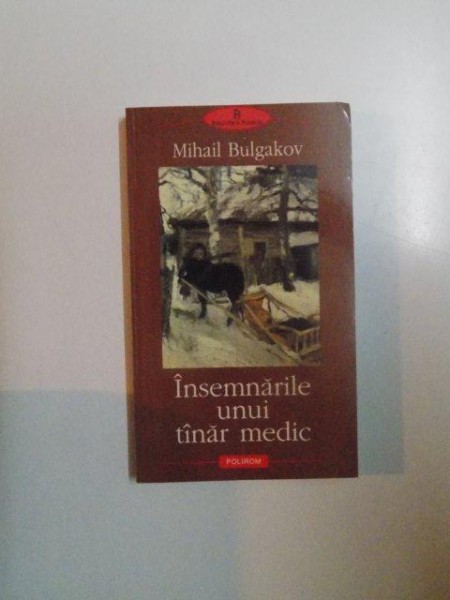 Mihail Bulgakov
Însemnările
unui
tînăr medic
POLIROM